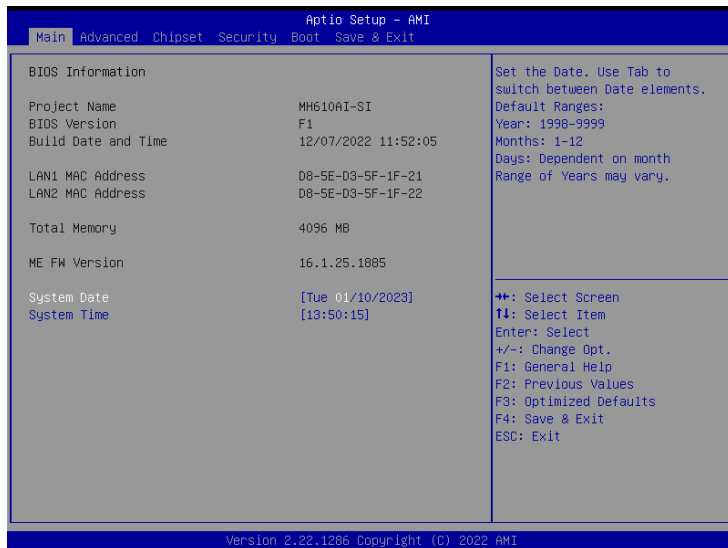 Aptio Setup – AMI
Main Advanced Chipset Security Boot Save & Exit
BIOS Information
Project Name MH610AI-SI
BIOS Version F1
Build Date and Time 12/07/2022 11:52:05
LAN1 MAC Address D8-5E-D3-5F-1F-21
LAN2 MAC Address D8-5E-D3-5F-1F-22
Total Memory 4096 MB
ME FW Version 16.1.25.1885
System Date [Tue 01/10/2023]
System Time [13:50:15]
Set the Date. Use Tab to
switch between Date elements.
Default Ranges:
Year: 1998-9999
Months: 1-12
Days: Dependent on month
Range of Years may vary.
→←: Select Screen
↑↓: Select Item
Enter: Select
+/-: Change Opt.
F1: General Help
F2: Previous Values
F3: Optimized Defaults
F4: Save & Exit
ESC: Exit
Version 2.22.1286 Copyright (C) 2022 AMI